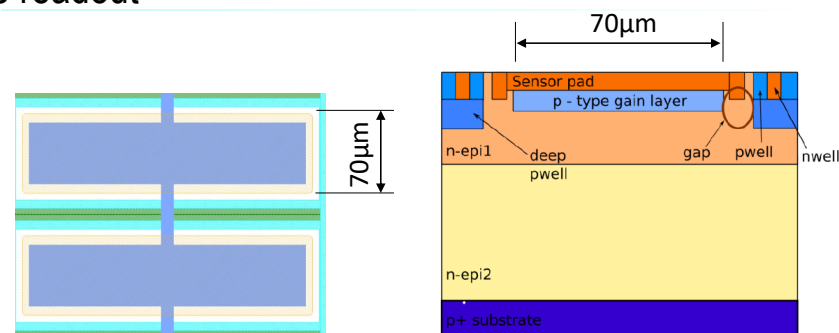 70μm
70μm
Sensor pad
p - type gain layer
n-epi1
deep
pwell
gap
pwell
nwell
n-epi2
p+ substrate